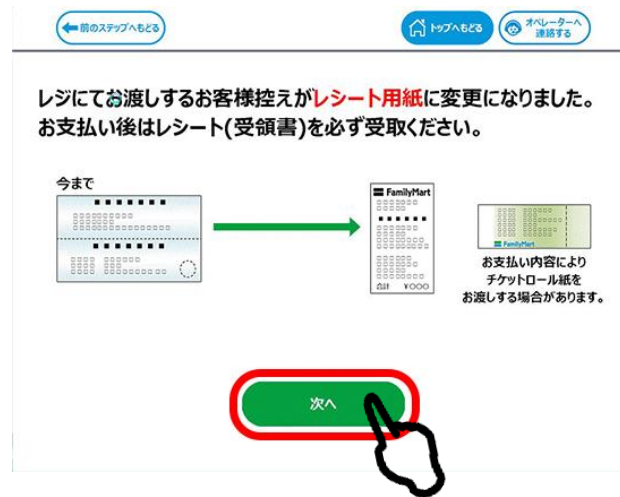 前のステップへもどる
トップへもどる
オペレーターへ
連絡する
レジにてお渡しするお客様控えがレシート用紙に変更になりました。
お支払い後はレシート(受領書)を必ず受取ください。
今まで
FamilyMart
合計 ¥○○○
FamilyMart
お支払い内容により
チケットロール紙を
お渡しする場合があります。
次へ